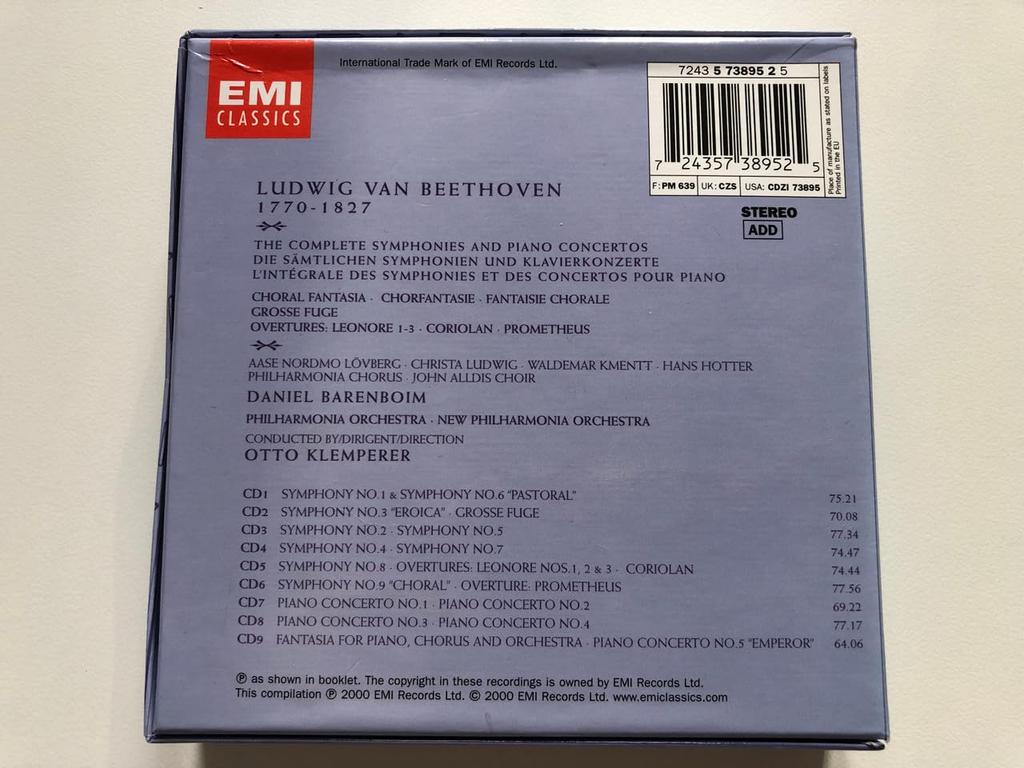 EMI
CLASSICS
International Trade Mark of EMI Records Ltd.
7243 5 73895 2 5
7 24357 38952 5
F: PM 639 UK: CZS USA: CDZI 73895
Place of manufacture as stated on labels
Printed in the EU
STEREO
ADD
LUDWIG VAN BEETHOVEN
1770-1827
THE COMPLETE SYMPHONIES AND PIANO CONCERTOS
DIE SÄMTLICHEN SYMPHONIEN UND KLAVIERKONZERTE
L'INTÉGRALE DES SYMPHONIES ET DES CONCERTOS POUR PIANO
CHORAL FANTASIA · CHORFANTASIE · FANTAISIE CHORALE
GROSSE FUGE
OVERTURES: LEONORE 1-3 · CORIOLAN · PROMETHEUS
AASE NORDMO LÖVBERG · CHRISTA LUDWIG · WALDEMAR KMENTT · HANS HOTTER
PHILHARMONIA CHORUS · JOHN ALLDIS CHOIR
DANIEL BARENBOIM
PHILHARMONIA ORCHESTRA · NEW PHILHARMONIA ORCHESTRA
CONDUCTED BY/DIRIGENT/DIRECTION
OTTO KLEMPERER
CD1 SYMPHONY NO.1 & SYMPHONY NO.6 "PASTORAL" 75.21
CD2 SYMPHONY NO.3 "EROICA" · GROSSE FUGE 70.08
CD3 SYMPHONY NO.2 · SYMPHONY NO.5 77.34
CD4 SYMPHONY NO.4 · SYMPHONY NO.7 74.47
CD5 SYMPHONY NO.8 · OVERTURES: LEONORE NOS.1, 2 & 3 · CORIOLAN 74.44
CD6 SYMPHONY NO.9 "CHORAL" · OVERTURE: PROMETHEUS 77.56
CD7 PIANO CONCERTO NO.1 · PIANO CONCERTO NO.2 69.22
CD8 PIANO CONCERTO NO.3 · PIANO CONCERTO NO.4 77.17
CD9 FANTASIA FOR PIANO, CHORUS AND ORCHESTRA · PIANO CONCERTO NO.5 "EMPEROR" 64.06
℗ as shown in booklet. The copyright in these recordings is owned by EMI Records Ltd.
This compilation ℗ 2000 EMI Records Ltd. © 2000 EMI Records Ltd. www.emiclassics.com